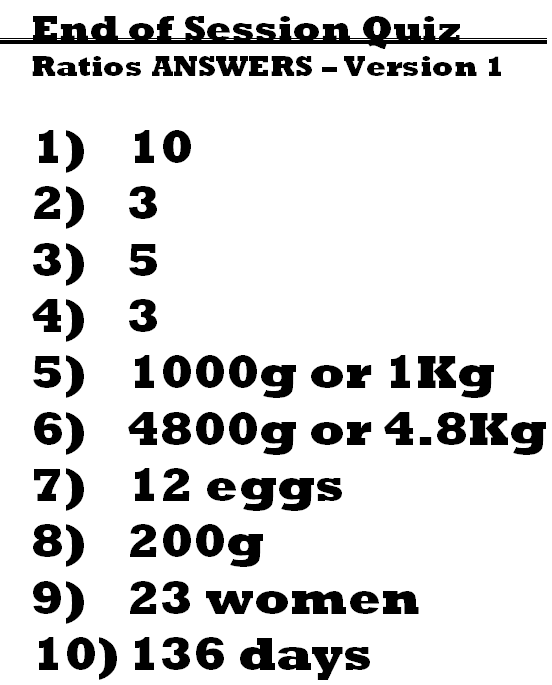 End of Session Quiz
Ratios ANSWERS – Version 1
1) 10
2) 3
3) 5
4) 3
5) 1000g or 1Kg
6) 4800g or 4.8Kg
7) 12 eggs
8) 200g
9) 23 women
10) 136 days